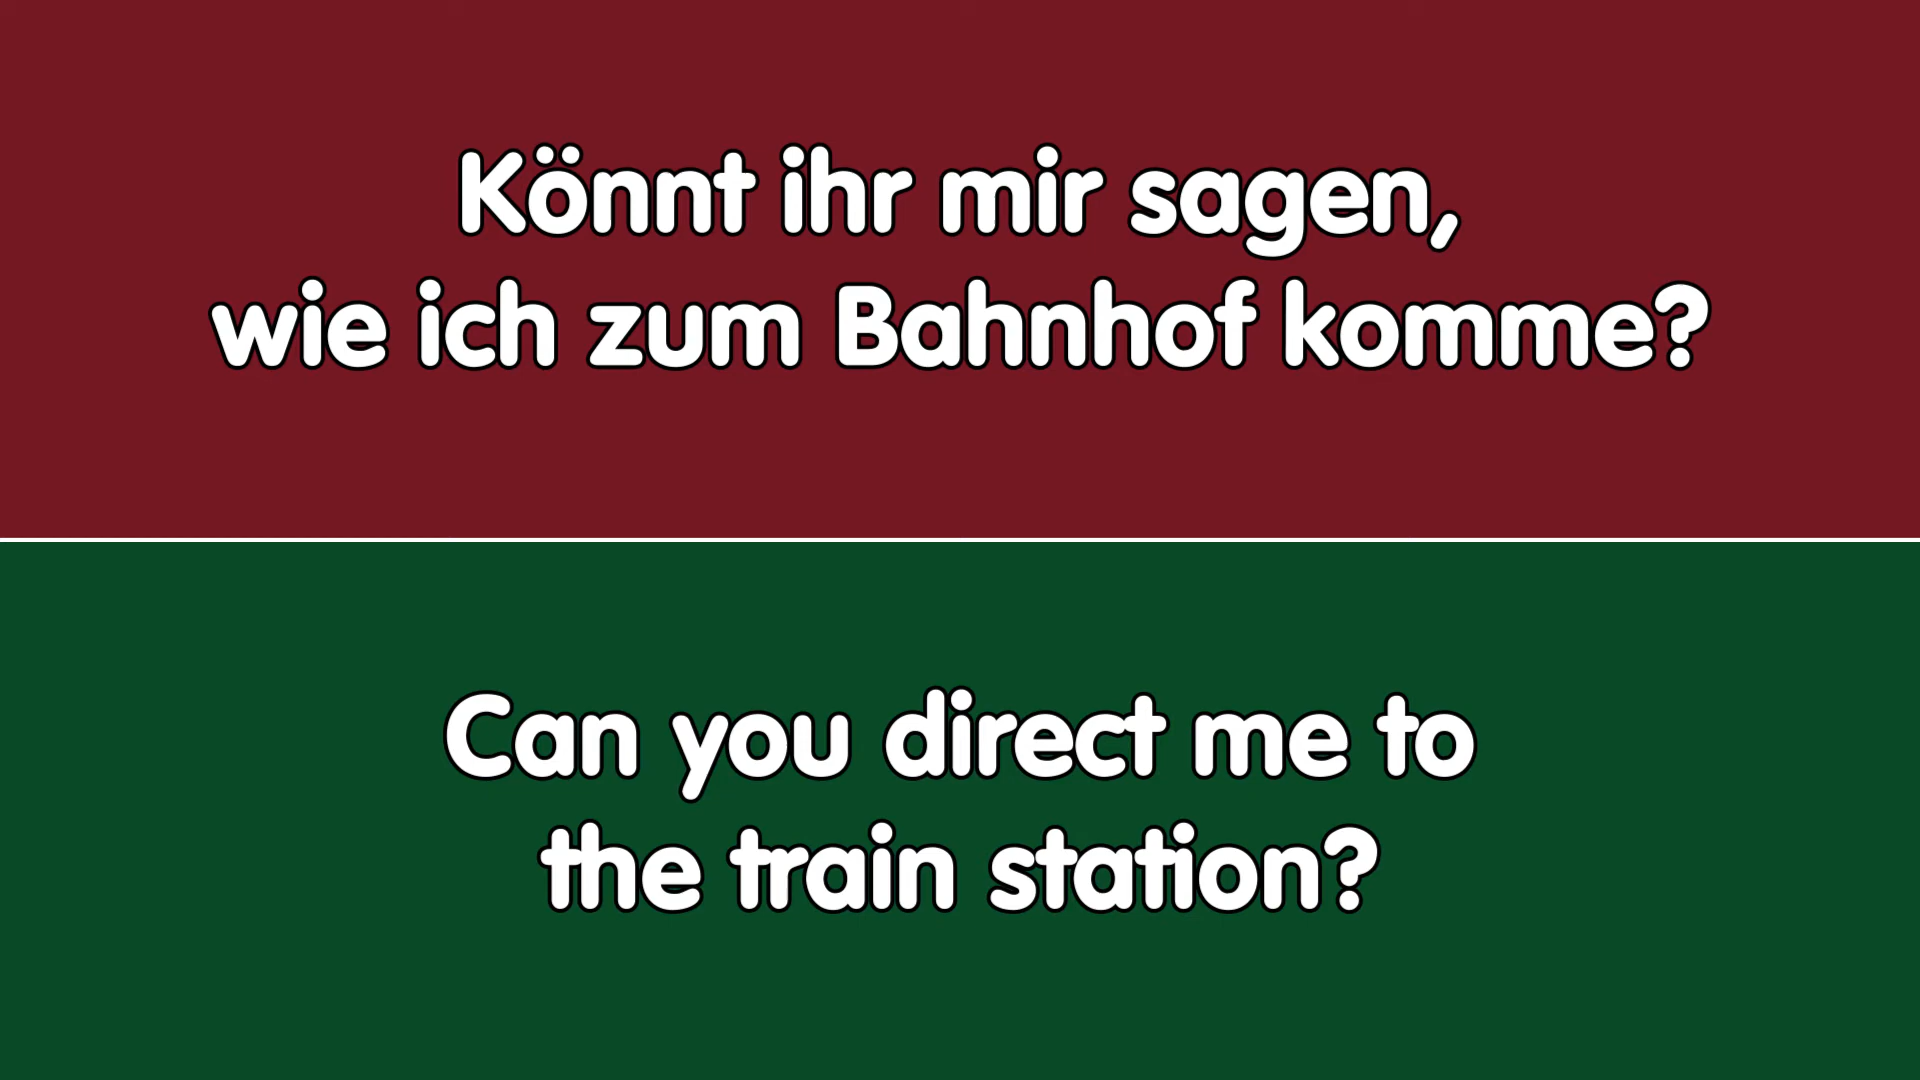 Könnt ihr mir sagen,
wie ich zum Bahnhof komme?
Can you direct me to
the train station?